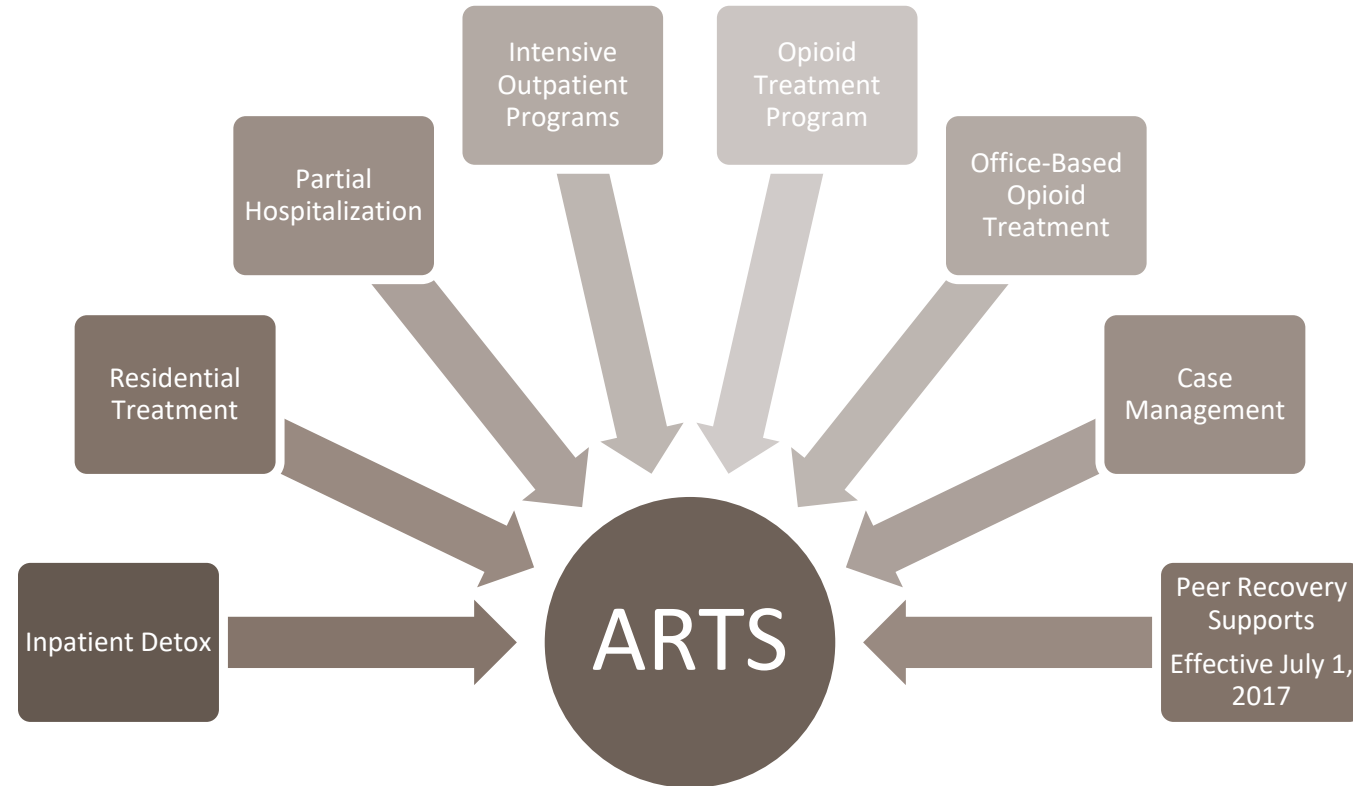 Intensive
Outpatient
Programs
Opioid
Treatment
Program
Partial
Hospitalization
Office-Based
Opioid
Treatment
Residential
Treatment
Case
Management
Inpatient Detox
ARTS
Peer Recovery
Supports
Effective July 1,
2017